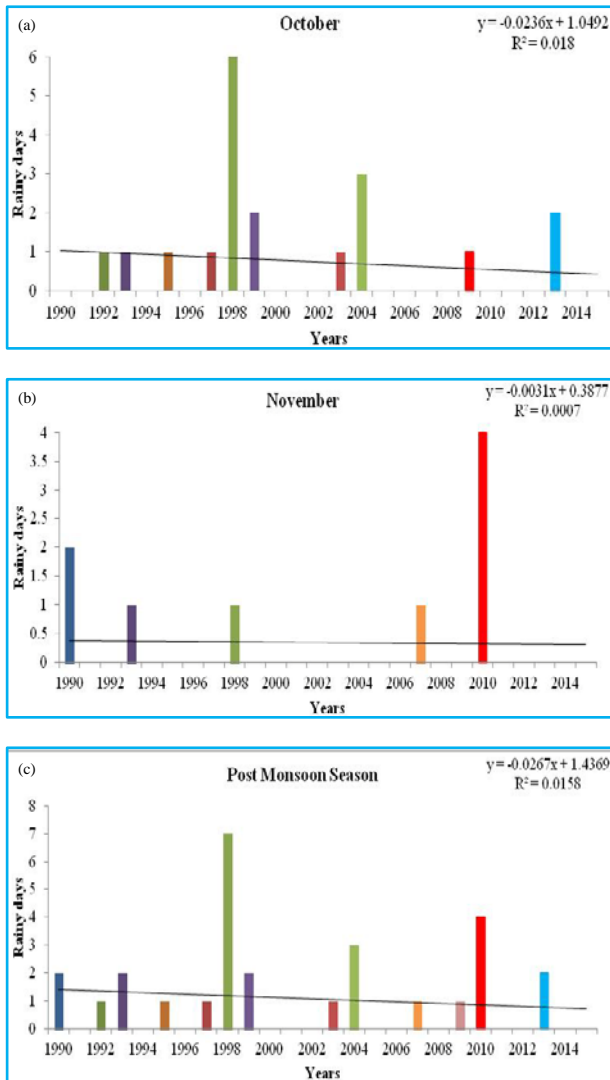 (a)
October
y = -0.0236x + 1.0492
R² = 0.018
Rainy days
6
5
4
3
2
1
0
1990 1992 1994 1996 1998 2000 2002 2004 2006 2008 2010 2012 2014
Years
(b)
November
y = -0.0031x + 0.3877
R² = 0.0007
Rainy days
4
3.5
3
2.5
2
1.5
1
0.5
0
1990 1992 1994 1996 1998 2000 2002 2004 2006 2008 2010 2012 2014
Years
(c)
Post Monsoon Season
y = -0.0267x + 1.4369
R² = 0.0158
Rainy days
8
7
6
5
4
3
2
1
0
1990 1992 1994 1996 1998 2000 2002 2004 2006 2008 2010 2012 2014
Years